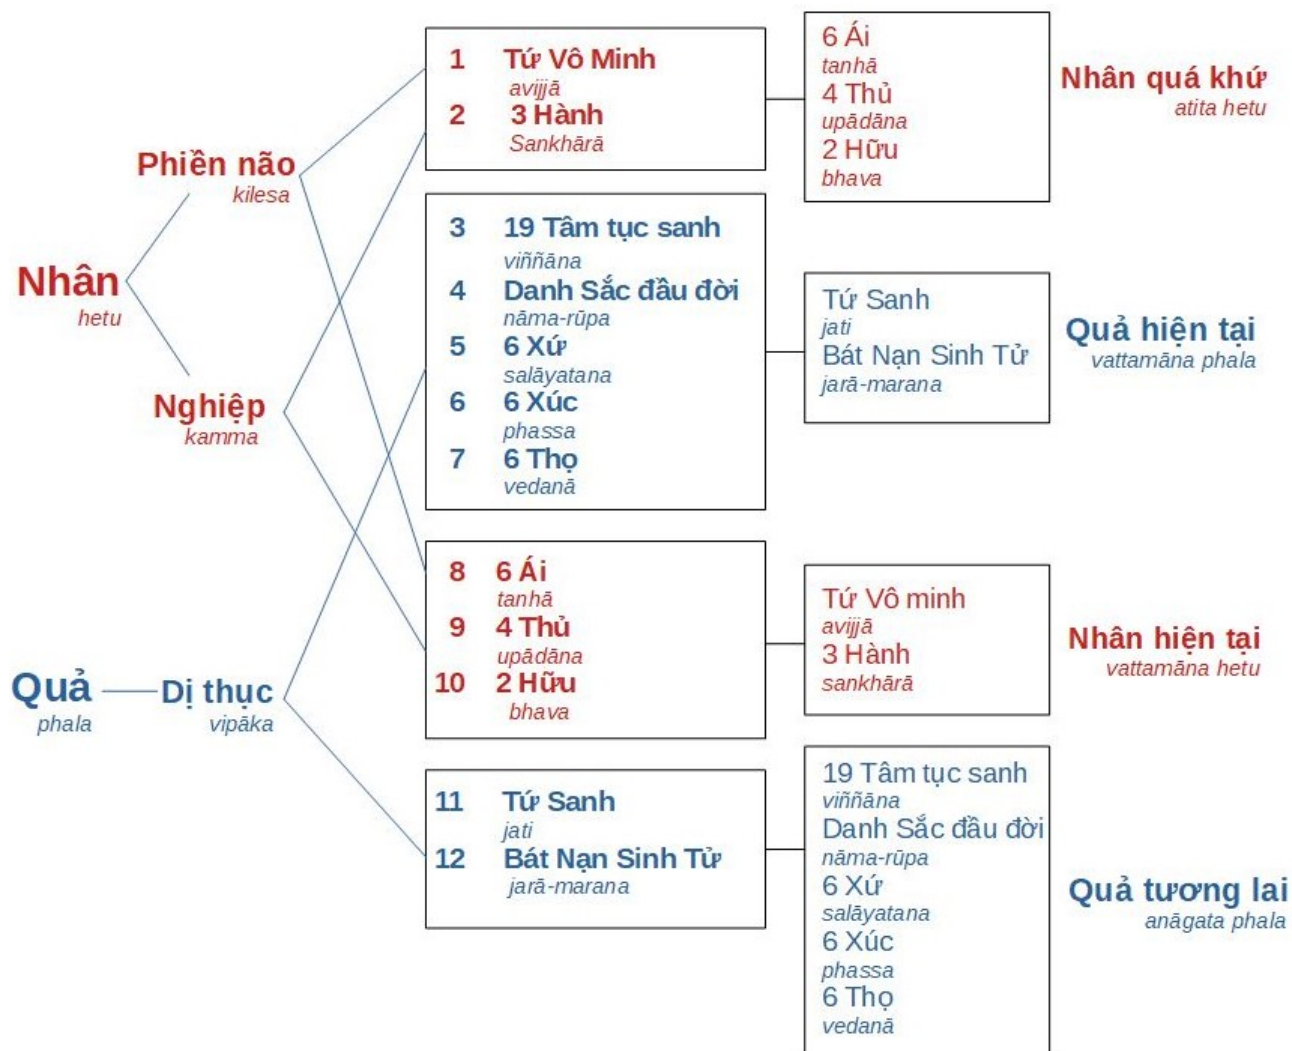 Nhân
hetu
Phiền não
kilesa
Nghiệp
kamma
Quả
phala
Dị thục
vipāka
1 Tứ Vô Minh
avijjā
2 3 Hành
Sankhārā
6 Ái
tanhā
4 Thủ
upādāna
2 Hữu
bhava
Nhân quá khứ
atita hetu
3 19 Tâm tục sanh
viññāna
4 Danh Sắc đầu đời
nāma-rūpa
5 6 Xứ
salāyatana
6 6 Xúc
phassa
7 6 Thọ
vedanā
Tứ Sanh
jati
Bát Nạn Sinh Tử
jarā-marana
Quả hiện tại
vattamāna phala
8 6 Ái
tanhā
9 4 Thủ
upādāna
10 2 Hữu
bhava
Tứ Vô minh
avijjā
3 Hành
sankhārā
Nhân hiện tại
vattamāna hetu
11 Tứ Sanh
jati
12 Bát Nạn Sinh Tử
jarā-marana
19 Tâm tục sanh
viññāna
Danh Sắc đầu đời
nāma-rūpa
6 Xứ
salāyatana
6 Xúc
phassa
6 Thọ
vedanā
Quả tương lai
anāgata phala